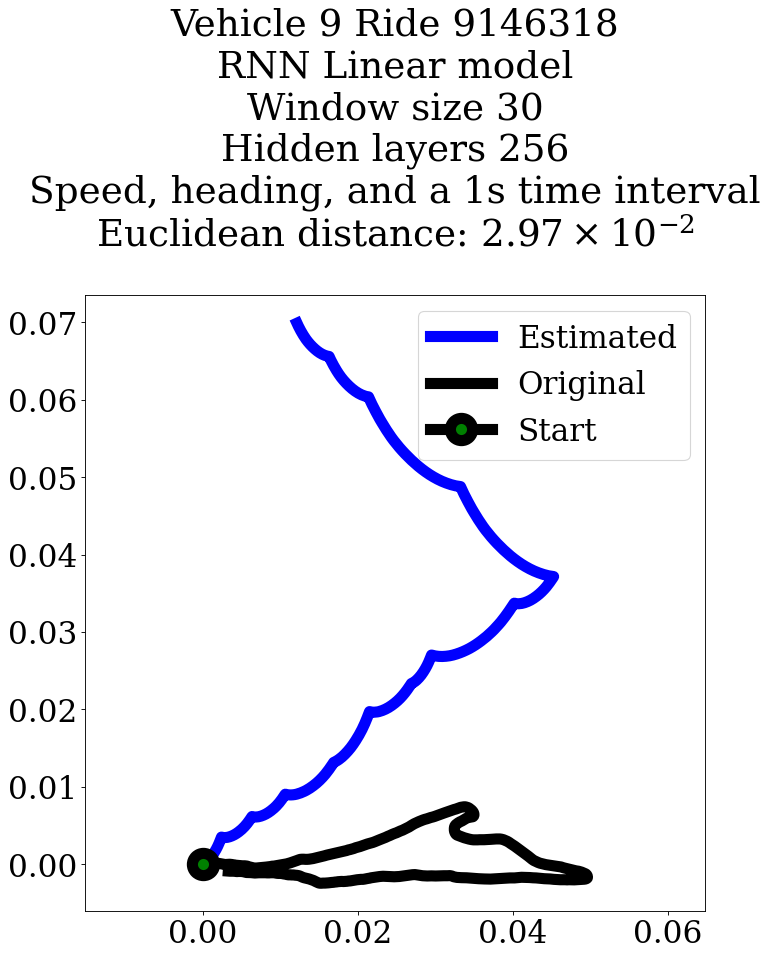 Vehicle 9 Ride 9146318
RNN Linear model
Window size 30
Hidden layers 256
Speed, heading, and a 1s time interval
Euclidean distance: 2.97 × 10⁻²
Estimated
Original
Start
0.07
0.06
0.05
0.04
0.03
0.02
0.01
0.00
0.00 0.02 0.04 0.06